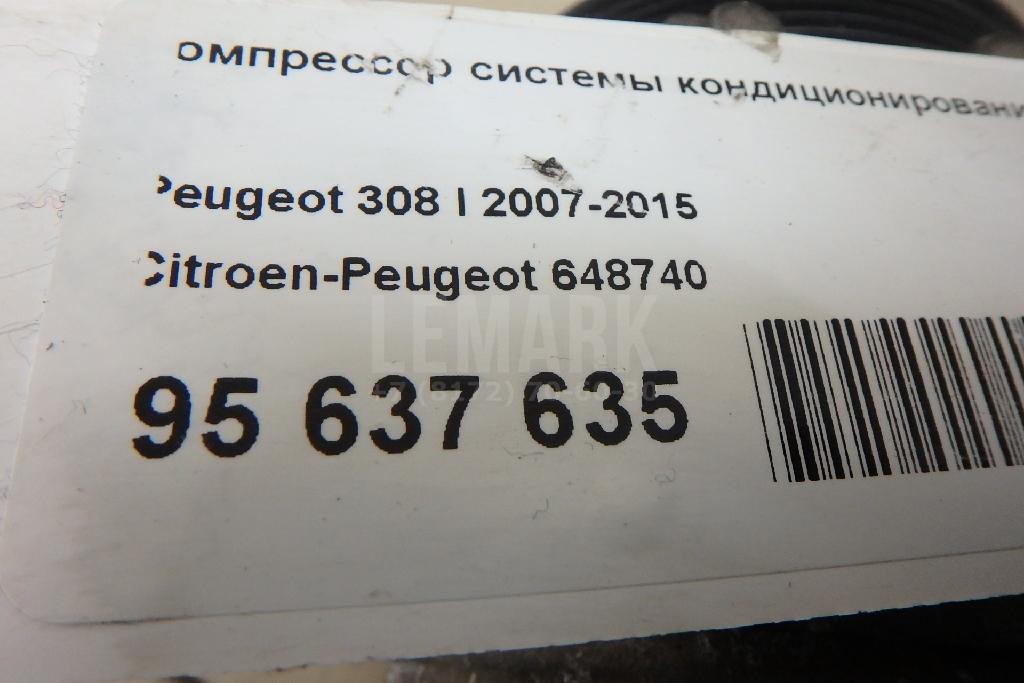 омпрессор системы кондиционировани
Peugeot 308 I 2007-2015
Citroen-Peugeot 648740
LEMARK
95 637 635